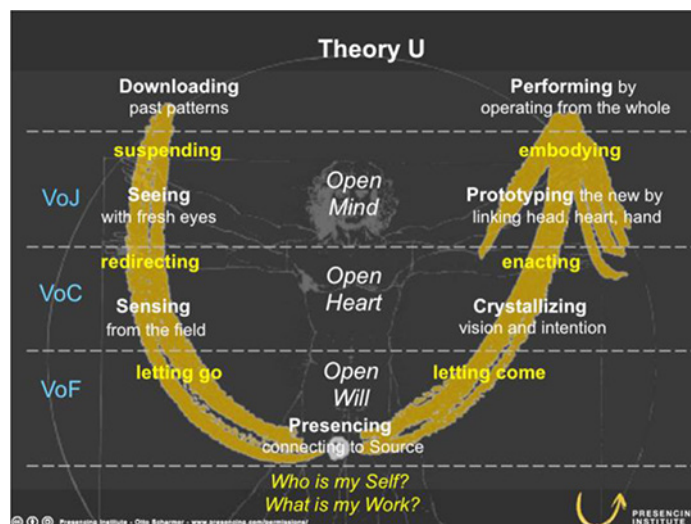 Theory U
Downloading
past patterns
Performing by
operating from the whole
suspending
embodying
VoJ
Seeing
with fresh eyes
Open
Mind
Prototyping the new by
linking head, heart, hand
redirecting
enacting
VoC
Sensing
from the field
Open
Heart
Crystallizing
vision and intention
letting go
letting come
VoF
Open
Will
Presencing
connecting to Source
Who is my Self?
What is my Work?
Presencing Institute - Otto Scharmer - www.presencing.com/permissions/
PRESENCIN
INSTITUTE